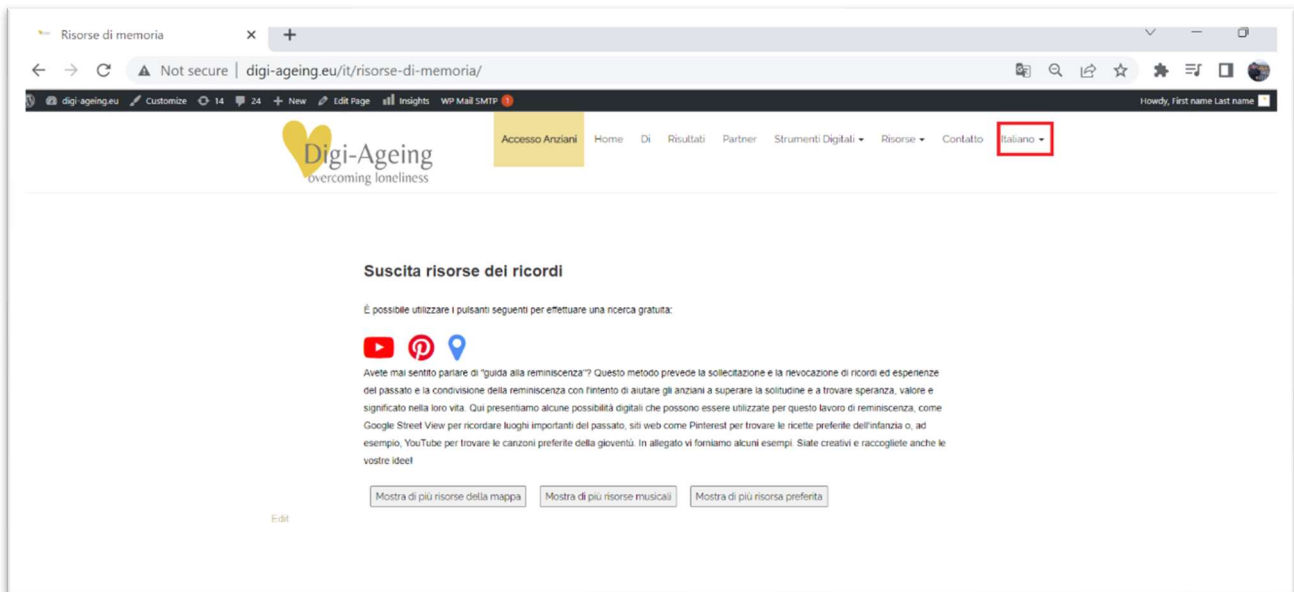 Risorse di memoria
Not secure | digi-ageing.eu/it/risorse-di-memoria/
digi-ageing.eu Customize 14 24 + New Edit Page Insights WP Mail SMTP 1 Howdy, First name Last name
Digi-Ageing
overcoming loneliness
Accesso Anziani Home Di Risultati Partner Strumenti Digitali Risorse Contatto Italiano
Suscita risorse dei ricordi
È possibile utilizzare i pulsanti seguenti per effettuare una ricerca gratuita:
Avete mai sentito parlare di "guida alla reminiscenza"? Questo metodo prevede la sollecitazione e la rievocazione di ricordi ed esperienze
del passato e la condivisione della reminiscenza con l'intento di aiutare gli anziani a superare la solitudine e a trovare speranza, valore e
significato nella loro vita. Qui presentiamo alcune possibilità digitali che possono essere utilizzate per questo lavoro di reminiscenza, come
Google Street View per ricordare luoghi importanti del passato, siti web come Pinterest per trovare le ricette preferite dell'infanzia o, ad
esempio, YouTube per trovare le canzoni preferite della gioventù. In allegato vi forniamo alcuni esempi. Siate creativi e raccogliete anche le
vostre idee!
Mostra di più risorse della mappa Mostra di più risorse musicali Mostra di più risorsa preferita
Edit